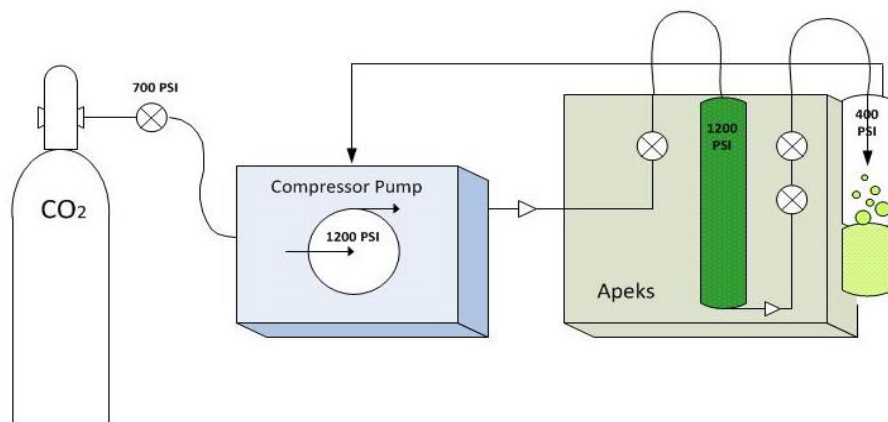 700 PSI
CO2
Compressor Pump
1200 PSI
1200
PSI
400
PSI
Apeks